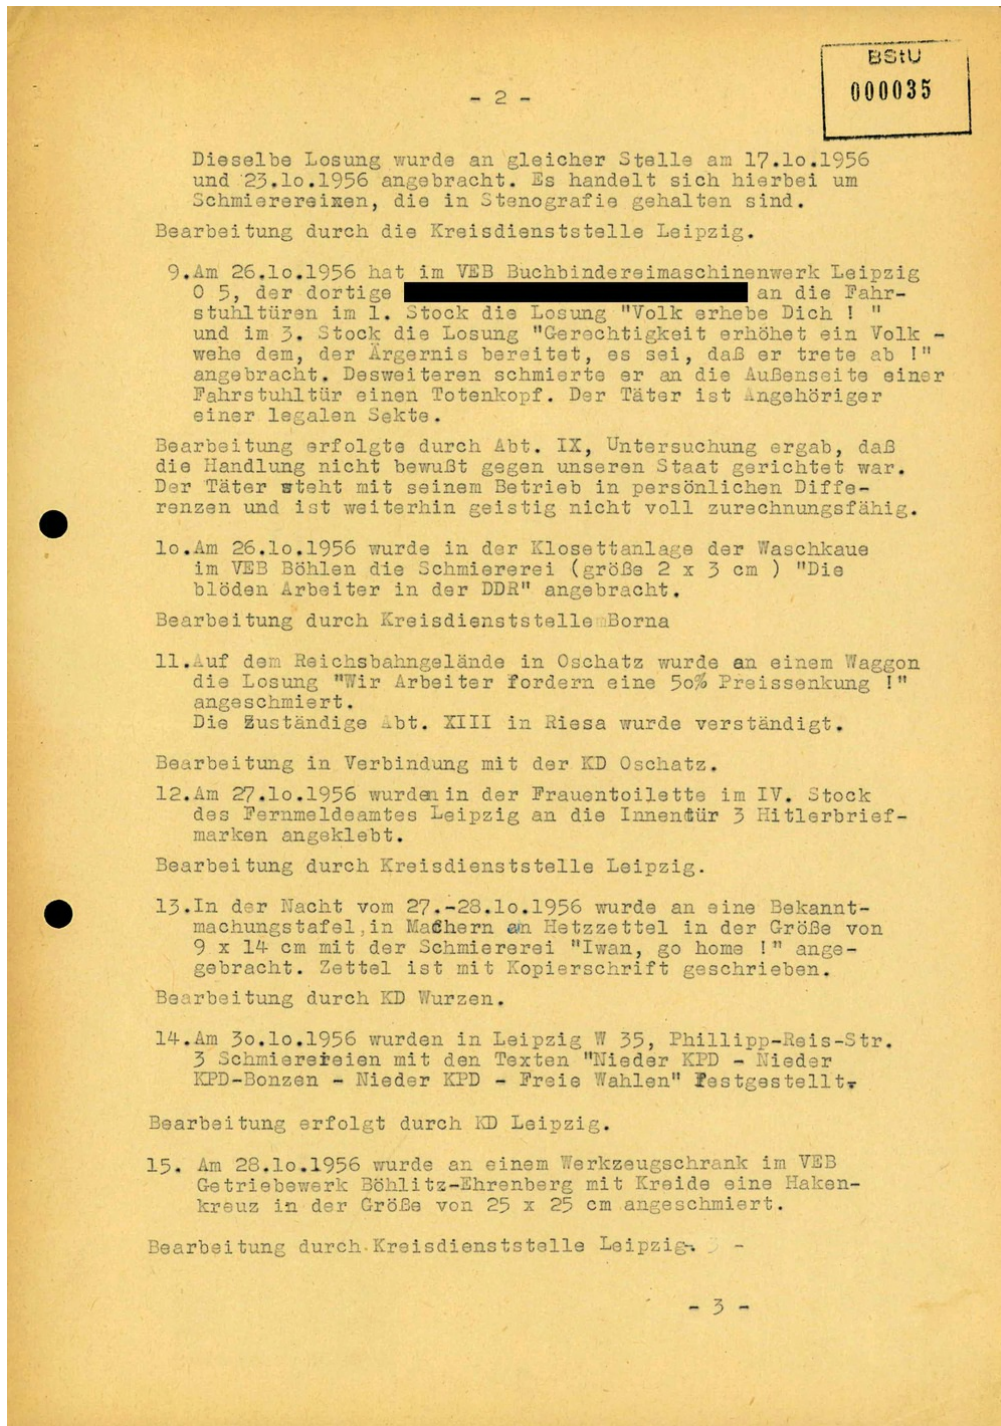 BStU
000035
- 2 -
Dieselbe Losung wurde an gleicher Stelle am 17.1o.1956
und 23.1o.1956 angebracht. Es handelt sich hierbei um
Schmierereixen, die in Stenografie gehalten sind.
Bearbeitung durch die Kreisdienststelle Leipzig.
9.Am 26.1o.1956 hat im VEB Buchbindereimaschinenwerk Leipzig
O 5, der dortige an die Fahr-
stuhltüren im 1. Stock die Losung "Volk erhebe Dich ! "
und im 3. Stock die Losung "Gerechtigkeit erhöhet ein Volk -
wehe dem, der Ärgernis bereitet, es sei, daß er trete ab !"
angebracht. Desweiteren schmierte er an die Außenseite einer
Fahrstuhltür einen Totenkopf. Der Täter ist Angehöriger
einer legalen Sekte.
Bearbeitung erfolgte durch Abt. IX, Untersuchung ergab, daß
die Handlung nicht bewußt gegen unseren Staat gerichtet war.
Der Täter steht mit seinem Betrieb in persönlichen Diffe-
renzen und ist weiterhin geistig nicht voll zurechnungsfähig.
1o.Am 26.1o.1956 wurde in der Klosettanlage der Waschkaue
im VEB Böhlen die Schmiererei (größe 2 x 3 cm ) "Die
blöden Arbeiter in der DDR" angebracht.
Bearbeitung durch Kreisdienststelle Borna
11.Auf dem Reichsbahngelände in Oschatz wurde an einem Waggon
die Losung "Wir Arbeiter fordern eine 5o% Preissenkung !"
angeschmiert.
Die Zuständige Abt. XIII in Riesa wurde verständigt.
Bearbeitung in Verbindung mit der KD Oschatz.
12.Am 27.1o.1956 wurden in der Frauentoilette im IV. Stock
des Fernmeldeamtes Leipzig an die Innentür 3 Hitlerbrief-
marken angeklebt.
Bearbeitung durch Kreisdienststelle Leipzig.
13.In der Nacht vom 27.-28.1o.1956 wurde an eine Bekannt-
machungstafel,in Machern en Hetzzettel in der Größe von
9 x 14 cm mit der Schmiererei "Iwan, go home !" ange-
gebracht. Zettel ist mit Kopierschrift geschrieben.
Bearbeitung durch KD Wurzen.
14.Am 3o.1o.1956 wurden in Leipzig W 35, Phillipp-Reis-Str.
3 Schmierereien mit den Texten "Nieder KPD - Nieder
KPD-Bonzen - Nieder KPD - Freie Wahlen" festgestellt.
Bearbeitung erfolgt durch KD Leipzig.
15. Am 28.1o.1956 wurde an einem Werkzeugschrank im VEB
Getriebewerk Böhlitz-Ehrenberg mit Kreide eine Haken-
kreuz in der Größe von 25 x 25 cm angeschmiert.
Bearbeitung durch Kreisdienststelle Leipzig. 3 -
- 3 -